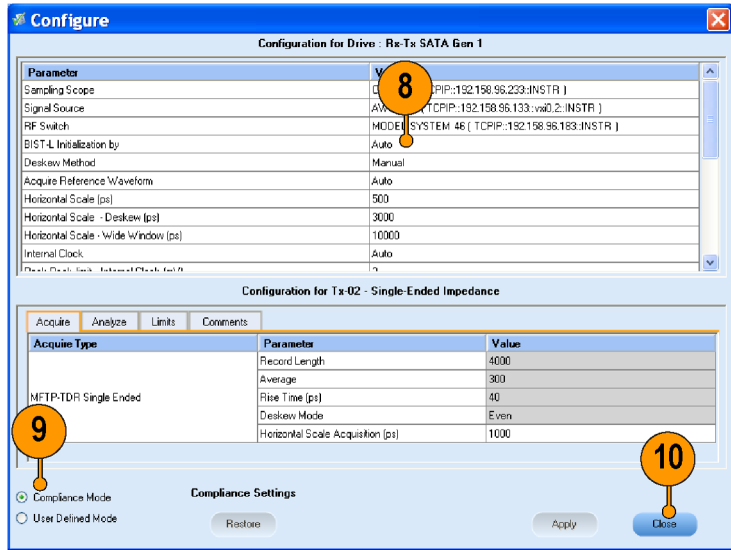 Configure
Configuration for Drive : Rx-Tx SATA Gen 1
Parameter V
Sampling Scope TCPIP::192.158.96.233::INSTR )
Signal Source ( TCPIP::192.158.96.133::vxi0,2::INSTR )
RF Switch MODEL SYSTEM 46 ( TCPIP::192.158.96.183::INSTR )
BIST-L Initialization by Auto
Deskew Method Manual
Acquire Reference Waveform Auto
Horizontal Scale (ps) 500
Horizontal Scale - Deskew (ps) 3000
Horizontal Scale - Wide Window (ps) 10000
Internal Clock Auto
8
Configuration for Tx-02 - Single-Ended Impedance
Acquire Analyze Limits Comments
Acquire Type Parameter Value
Record Length 4000
Average 300
MFTP-TDR Single Ended Rise Time (ps) 40
Deskew Mode Even
Horizontal Scale Acquisition (ps) 1000
9
10
Compliance Mode Compliance Settings
User Defined Mode Restore Apply Close